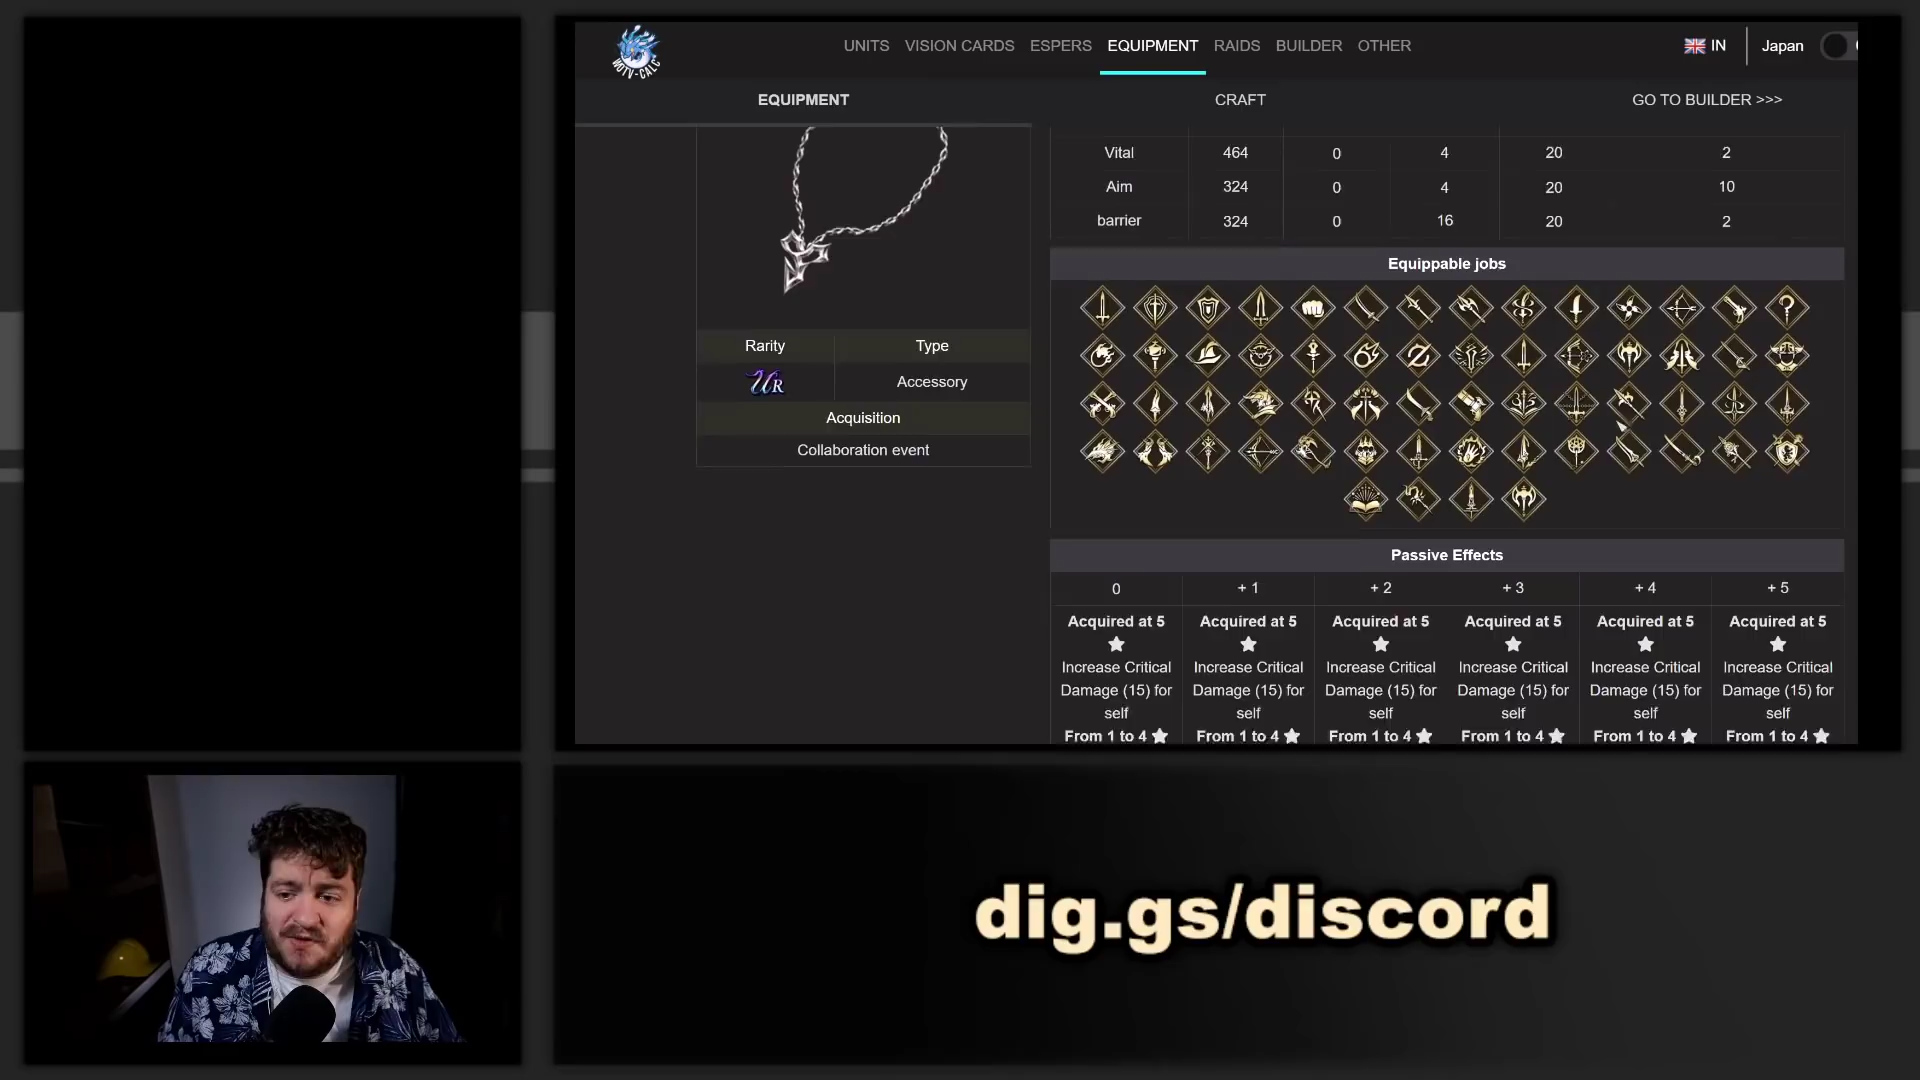 WOTV-CALC
UNITS VISION CARDS ESPERS EQUIPMENT RAIDS BUILDER OTHER
IN Japan
EQUIPMENT CRAFT GO TO BUILDER >>>
Vital 464 0 4 20 2
Aim 324 0 4 20 10
barrier 324 0 16 20 2
Rarity Type
UR Accessory
Acquisition
Collaboration event
Equippable jobs
Passive Effects
0 + 1 + 2 + 3 + 4 + 5
Acquired at 5 Acquired at 5 Acquired at 5 Acquired at 5 Acquired at 5 Acquired at 5
Increase Critical Increase Critical Increase Critical Increase Critical Increase Critical Increase Critical
Damage (15) for Damage (15) for Damage (15) for Damage (15) for Damage (15) for Damage (15) for
self self self self self self
From 1 to 4 From 1 to 4 From 1 to 4 From 1 to 4 From 1 to 4 From 1 to 4
dig.gs/discord